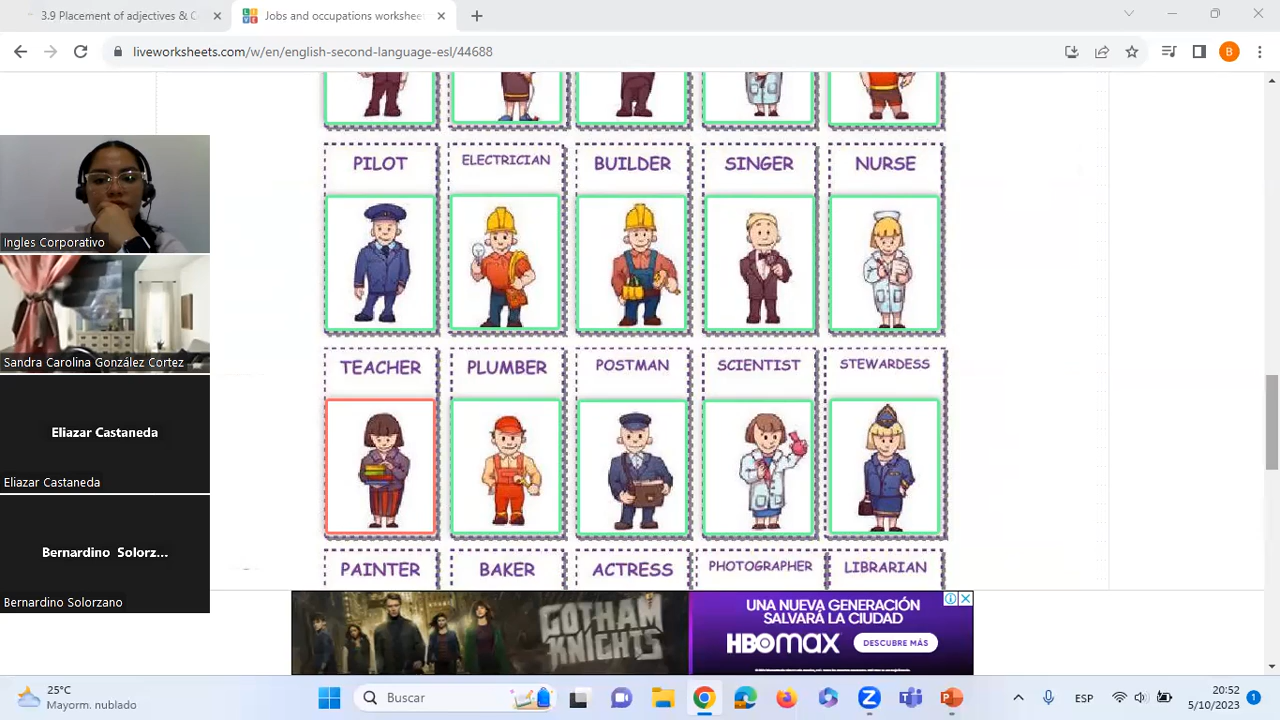 3.9 Placement of adjectives & C
Jobs and occupations workshee
liveworksheets.com/w/en/english-second-language-esl/44688
B
PILOT
ELECTRICIAN
BUILDER
SINGER
NURSE
Ingles Corporativo
Sandra Carolina González Cortez
TEACHER
PLUMBER
POSTMAN
SCIENTIST
STEWARDESS
Eliazar Castaneda
Eliazar Castaneda
Bernardino Solorz...
Bernardino Solorzano
PAINTER
BAKER
ACTRESS
PHOTOGRAPHER
LIBRARIAN
GOTHAM
KNIGHTS
UNA NUEVA GENERACIÓN
SALVARÁ LA CIUDAD
HBOMAX
DESCUBRE MÁS
25°C
Mayorm. nublado
Buscar
ESP
20:52
5/10/2023
1